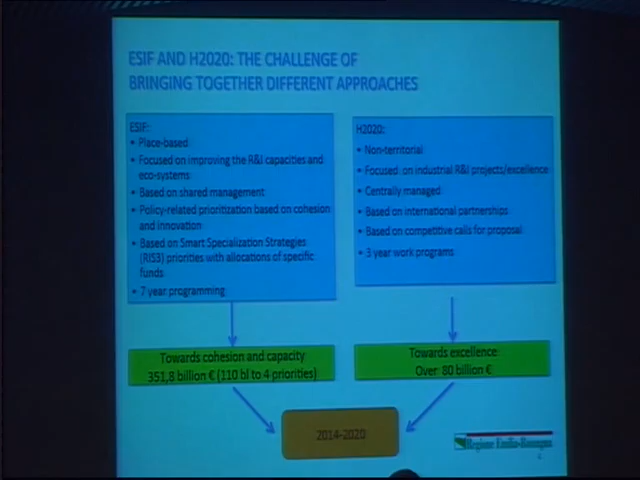 ESIF AND H2020: THE CHALLENGE OF
BRINGING TOGETHER DIFFERENT APPROACHES
ESIF:
• Place-based
• Focused on improving the R&I capacities and
eco-systems
• Based on shared management
• Policy-related prioritization based on cohesion
and innovation
• Based on Smart Specialization Strategies
(RIS3) priorities with allocations of specific
funds
• 7 year programming
H2020:
• Non-territorial
• Focused on industrial R&I projects/excellence
• Centrally managed
• Based on international partnerships
• Based on competitive calls for proposal
• 3 year work programs
Towards cohesion and capacity
351,8 billion € (110 bl to 4 priorities)
Towards excellence:
Over 80 billion €
2014-2020
Regione Emilia-Romagna